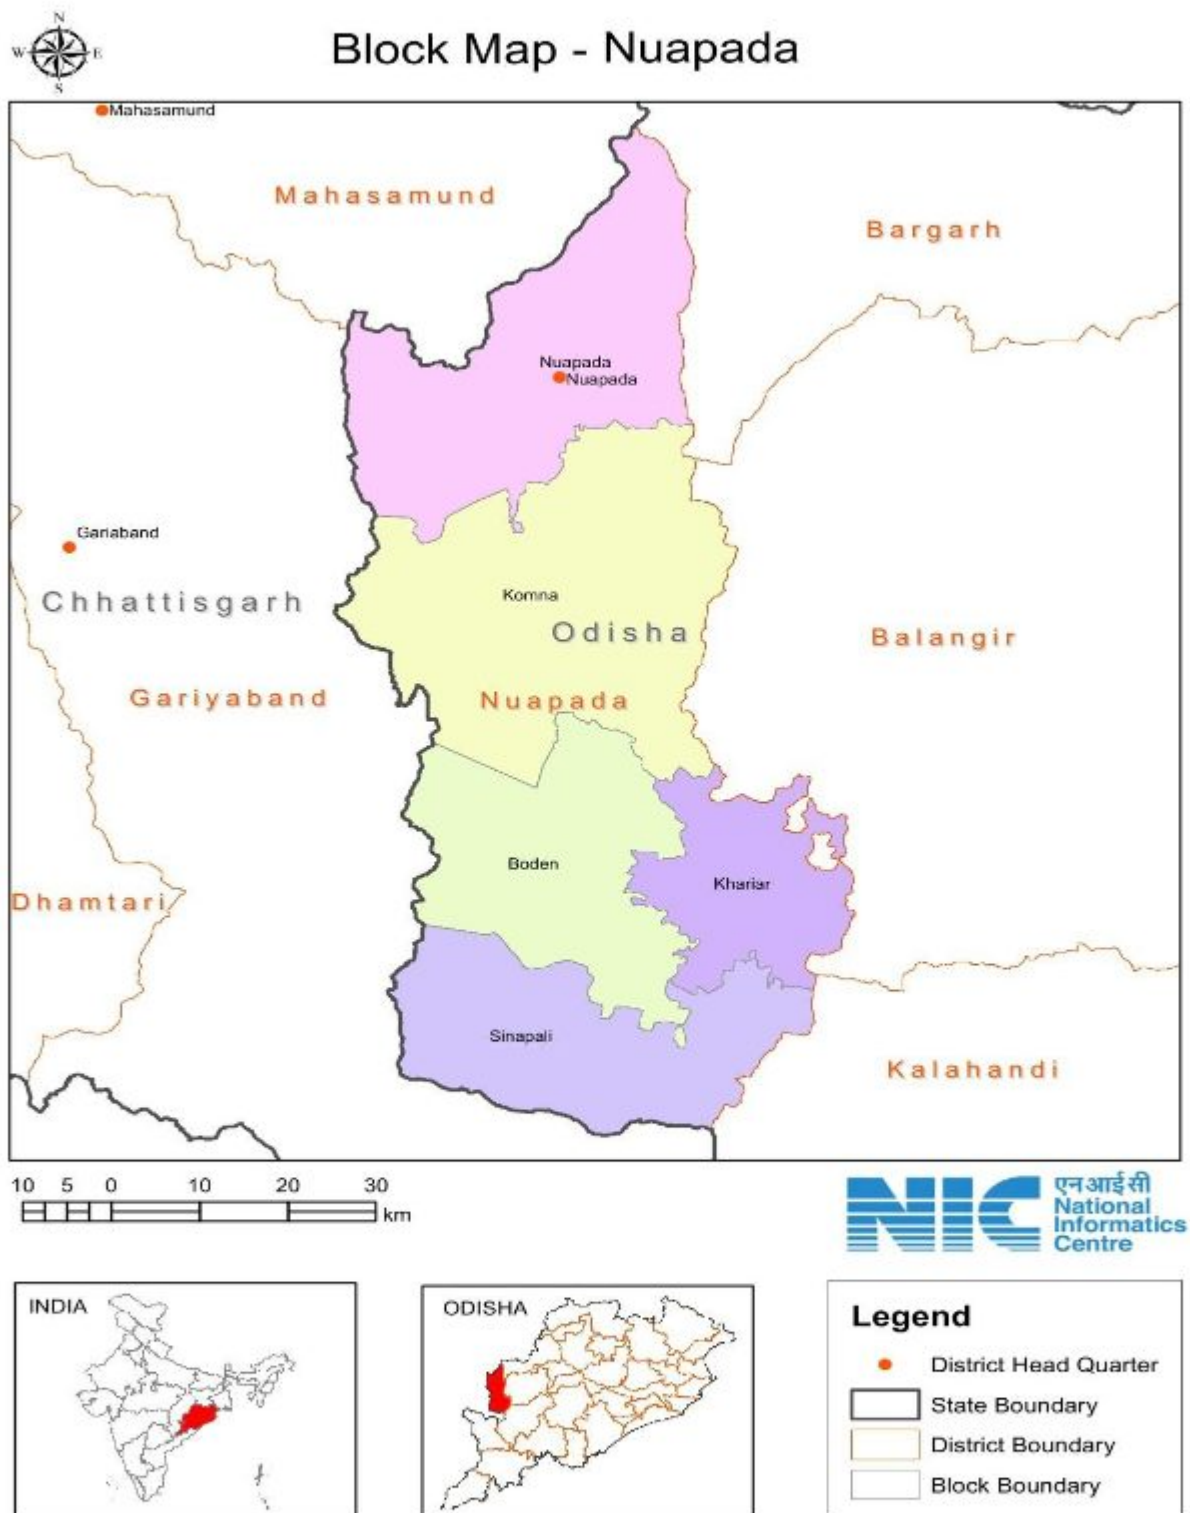 N
W E
S
Block Map - Nuapada
Mahasamund
Mahasamund
Bargarh
Nuapada
Nuapada
Gariaband
Chhattisgarh
Komna
Odisha
Balangir
Gariyaband
Nuapada
Boden
Khariar
Dhamtari
Sinapali
Kalahandi
10 5 0 10 20 30
km
NIC
एन आई सी
National
Informatics
Centre
INDIA
ODISHA
Legend
District Head Quarter
State Boundary
District Boundary
Block Boundary